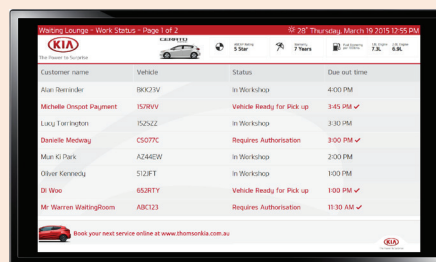 Waiting Lounge - Work Status - Page 1 of 2
28° Thursday, March 19 2015 12:55 PM
KIA
The Power to Surprise
CERATO
5 Star
7 Years
7.3L
6.9L
Customer name Vehicle Status Due out time
Alan Reminder BKK23V In Workshop 4:00 PM
Michelle Onspot Payment 157RVV Vehicle Ready for Pick up 3:45 PM ✓
Lucy Torrington 152SZZ In Workshop 3:30 PM
Danielle Medway CS077C Requires Authorisation 3:00 PM ✓
Mun Ki Park AZ44EW In Workshop 2:00 PM
Oliver Kennedy 512JFT In Workshop 1:00 PM
Di Woo 652RTY Vehicle Ready for Pick up 1:00 PM ✓
Mr Warren WaitingRoom ABC123 Requires Authorisation 11:30 AM ✓
Book your next service online at www.thomsonkia.com.au
KIA